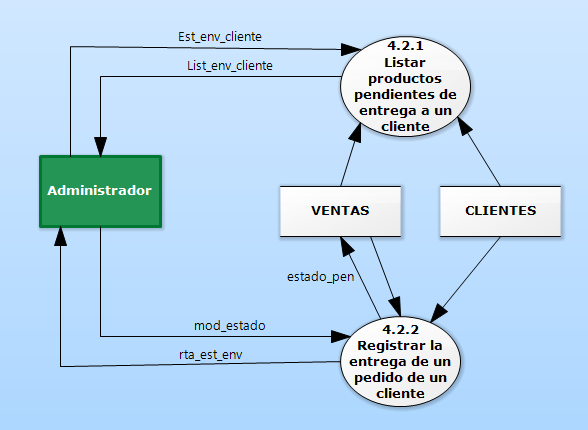 Est_env_cliente
4.2.1
Listar
productos
pendientes de
entrega a un
cliente
List_env_cliente
Administrador
VENTAS
CLIENTES
estado_pen
mod_estado
4.2.2
Registrar la
entrega de un
pedido de un
cliente
rta_est_env